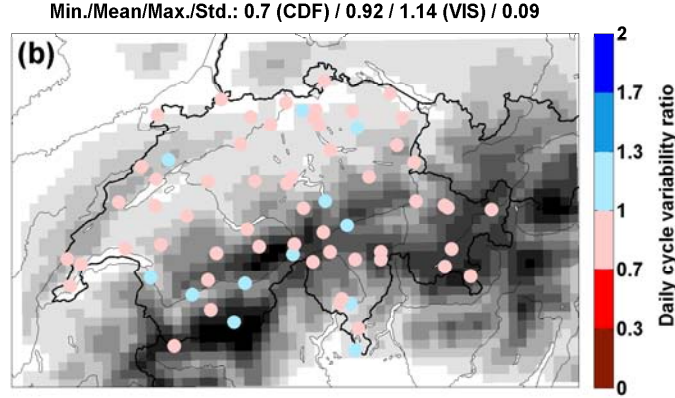 Min./Mean/Max./Std.: 0.7 (CDF) / 0.92 / 1.14 (VIS) / 0.09
(b)
2
1.7
1.3
1
0.7
0.3
0
Daily cycle variability ratio